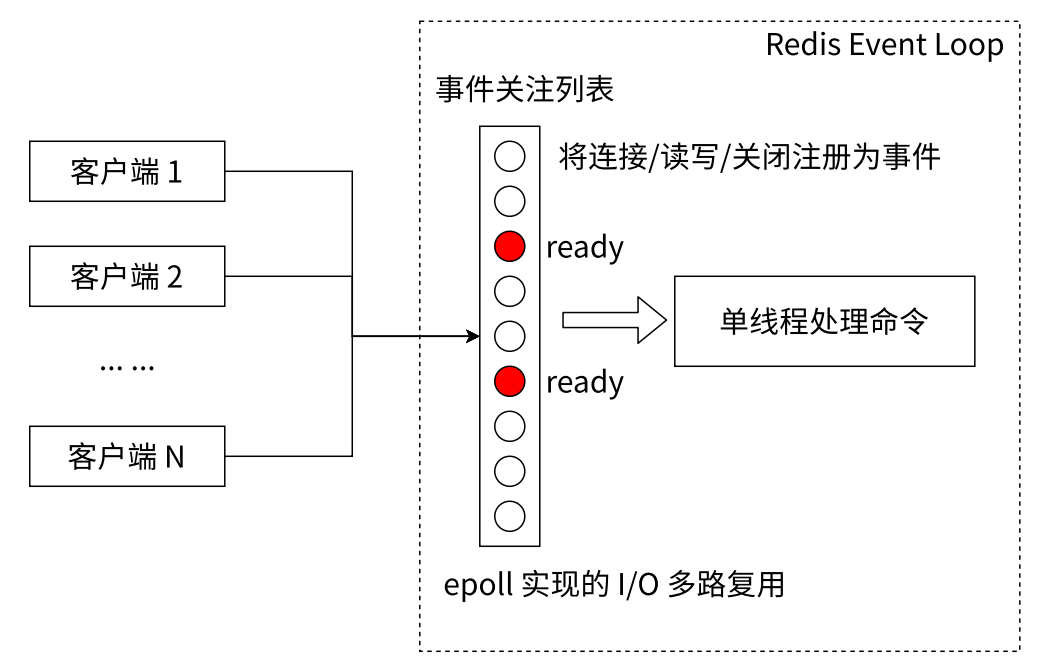 Redis Event Loop
事件关注列表
将连接/读写/关闭注册为事件
客户端 1
客户端 2
... ...
客户端 N
ready
ready
单线程处理命令
epoll 实现的 I/O 多路复用